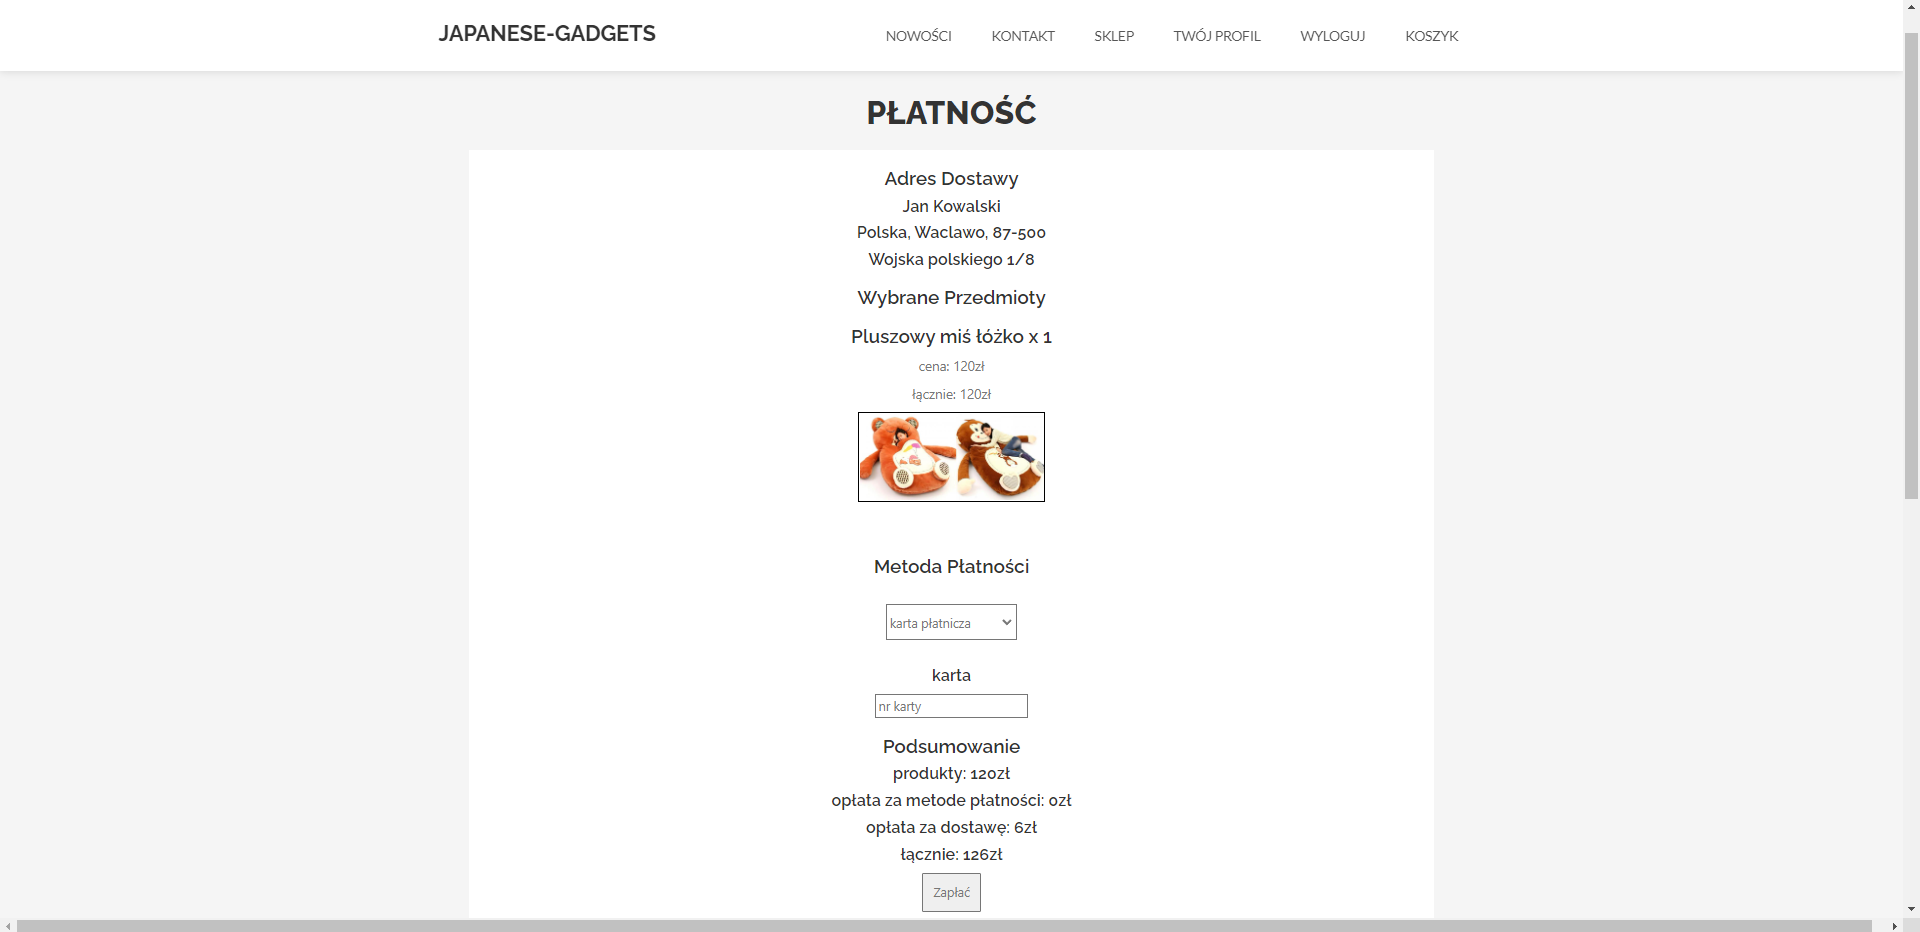 JAPANESE-GADGETS
NOWOŚCI KONTAKT SKLEP TWÓJ PROFIL WYLOGUJ KOSZYK
PŁATNOŚĆ
Adres Dostawy
Jan Kowalski
Polska, Waclawo, 87-500
Wojska polskiego 1/8
Wybrane Przedmioty
Pluszowy miś łóżko x 1
cena: 120zł
łącznie: 120zł
Metoda Płatności
karta płatnicza
karta
nr karty
Podsumowanie
produkty: 120zł
opłata za metode płatności: 0zł
opłata za dostawę: 6zł
łącznie: 126zł
Zapłać